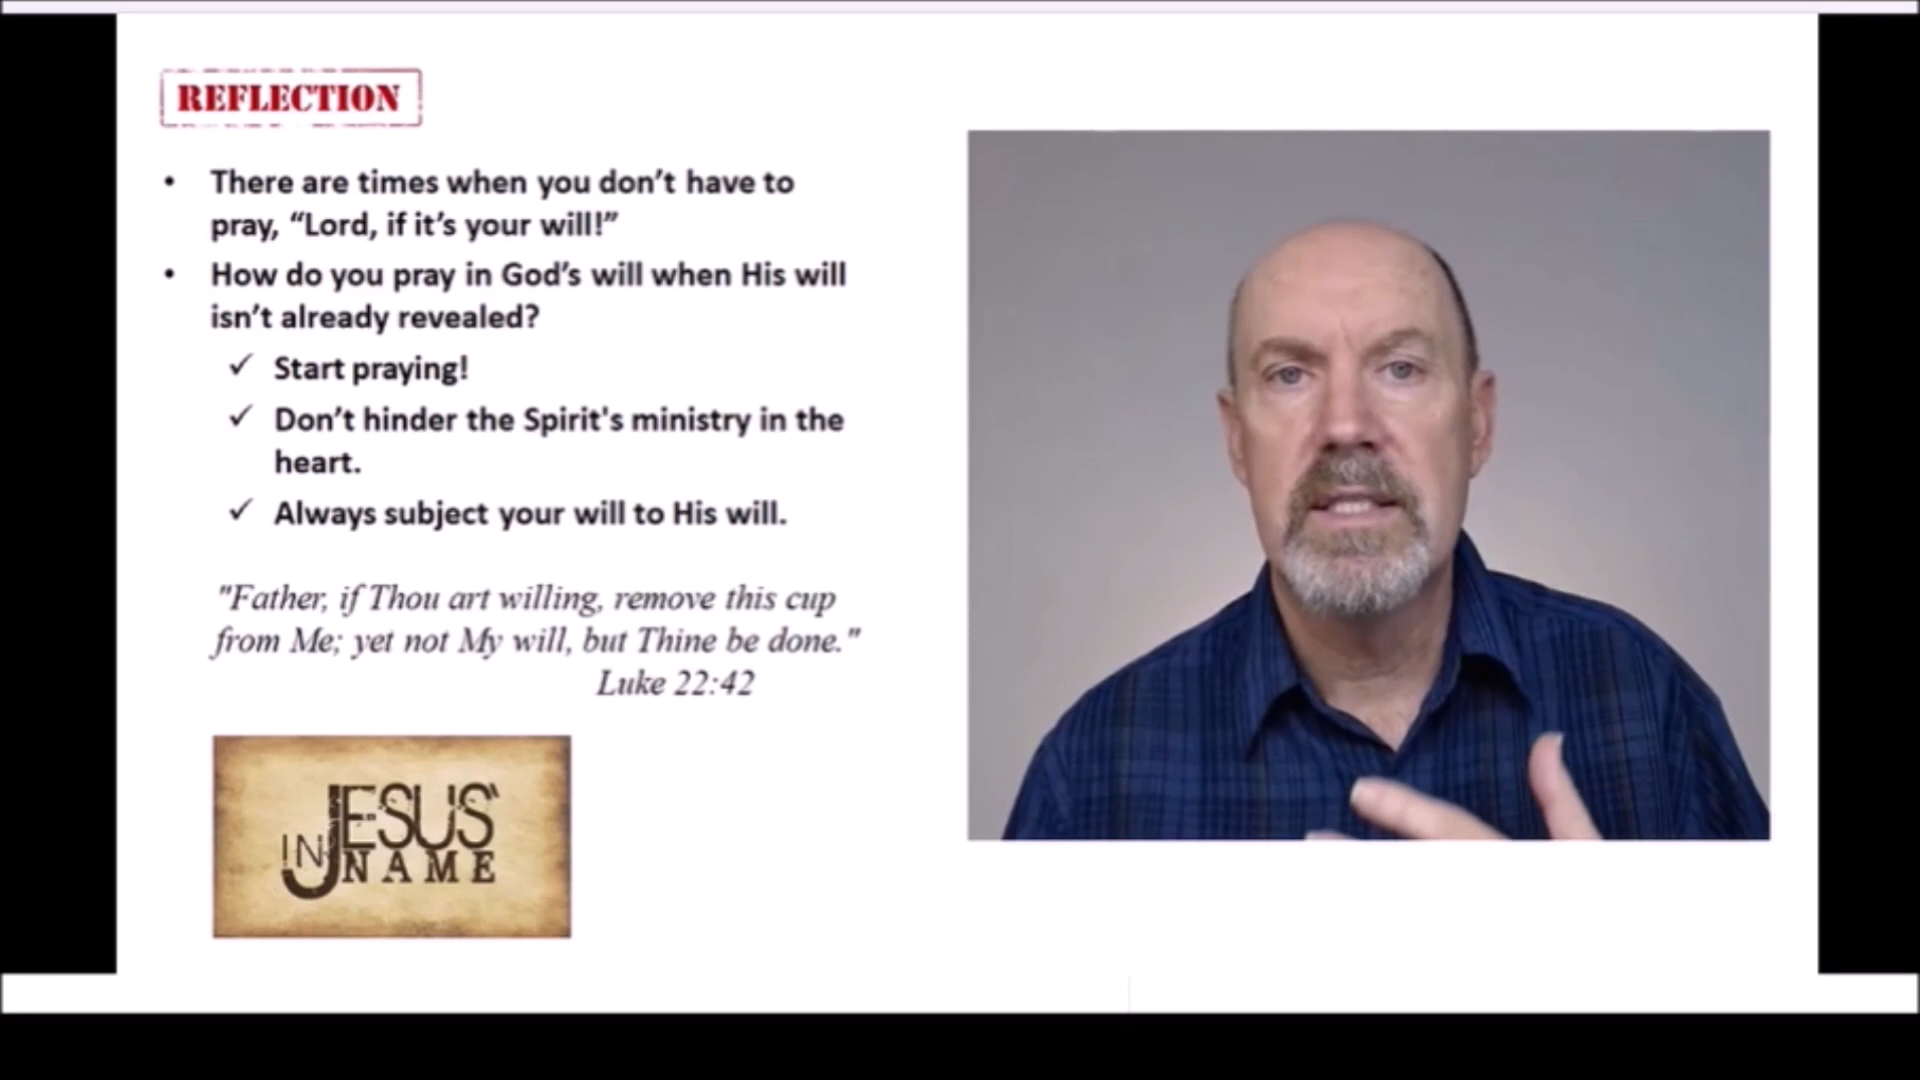 REFLECTION
• There are times when you don’t have to
pray, “Lord, if it’s your will!”
• How do you pray in God’s will when His will
isn’t already revealed?
✓ Start praying!
✓ Don’t hinder the Spirit's ministry in the
heart.
✓ Always subject your will to His will.
"Father, if Thou art willing, remove this cup
from Me; yet not My will, but Thine be done."
Luke 22:42
IN JESUS'
NAME